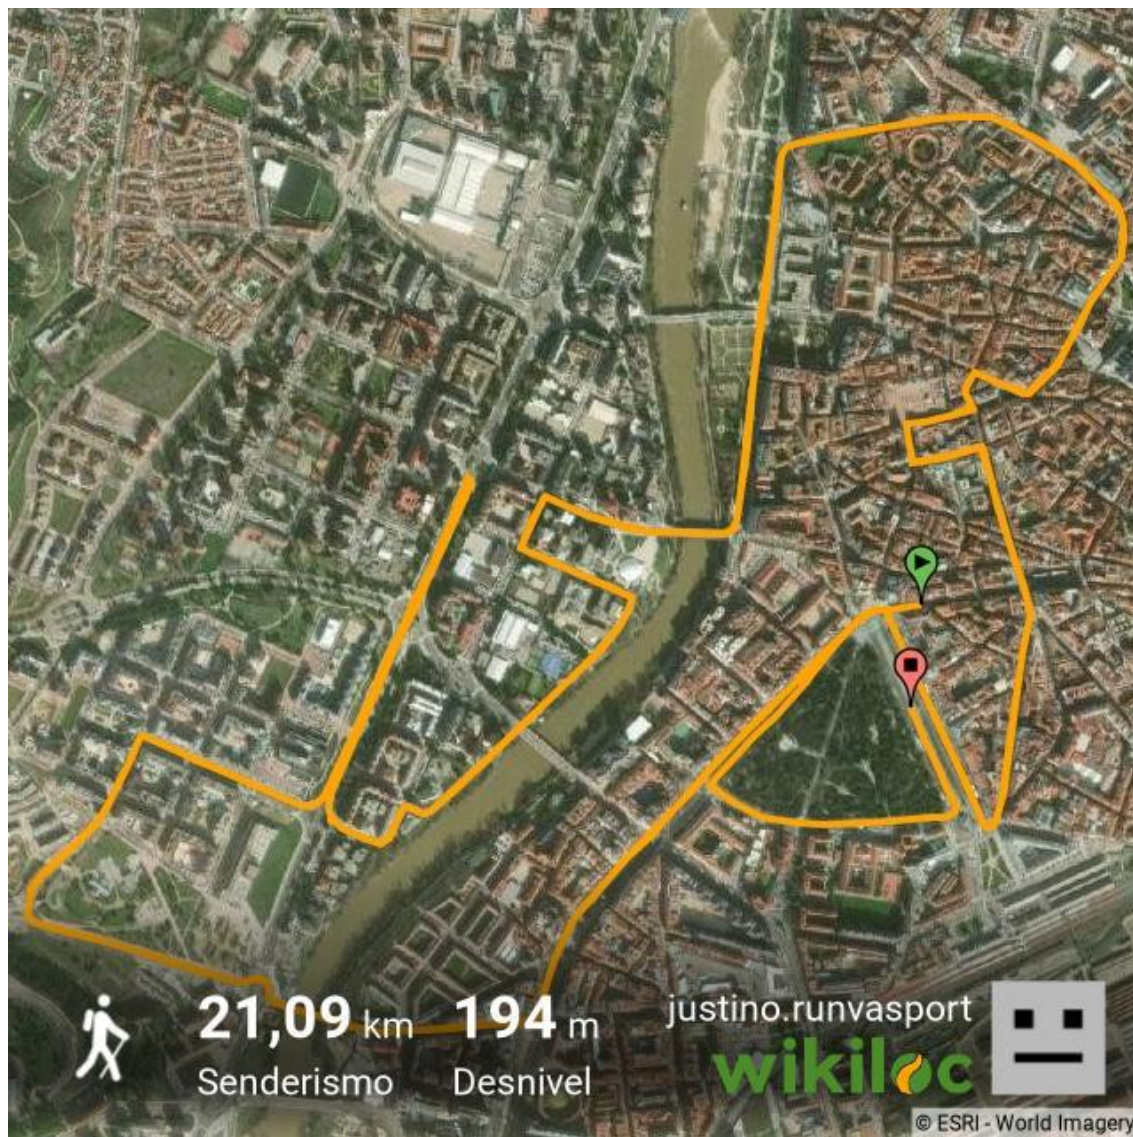 21,09 km
Senderismo
194 m
Desnivel
justino.runvasport
wikiloc
© ESRI - World Imagery